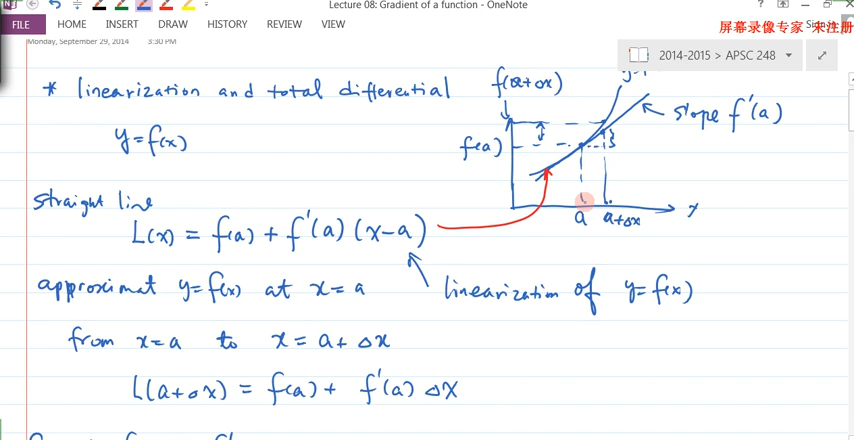 Lecture 08: Gradient of a function - OneNote
屏幕录像专家 未注册
FILE HOME INSERT DRAW HISTORY REVIEW VIEW
Monday, September 29, 2014 3:30 PM
2014-2015 > APSC 248
* linearization and total differential
y=f(x)
f(a+Δx)
f(a)
slope f'(a)
a a+Δx x
straight line
L(x) = f(a) + f'(a) (x-a)
approximat y=f(x) at x=a
linearization of y=f(x)
from x=a to x=a+Δx
L(a+Δx) = f(a) + f'(a) Δx